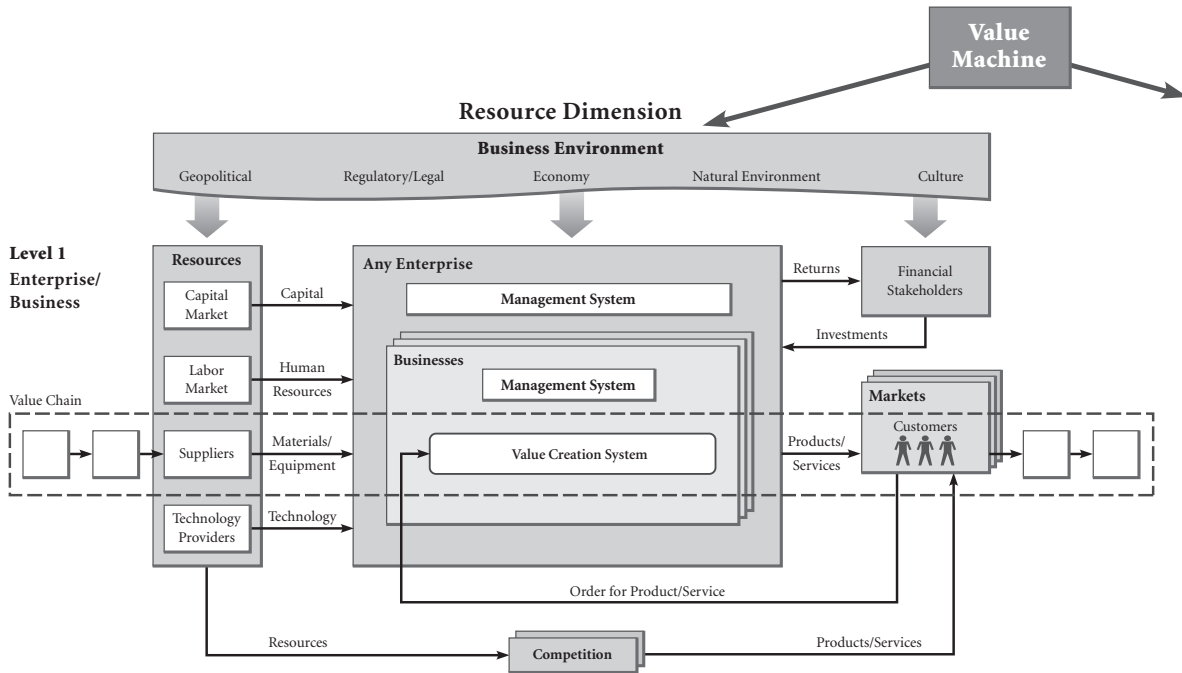 Value
Machine
Resource Dimension
Business Environment
Geopolitical
Regulatory/Legal
Economy
Natural Environment
Culture
Level 1
Enterprise/
Business
Resources
Capital
Market
Capital
Labor
Market
Human
Resources
Value Chain
Suppliers
Materials/
Equipment
Technology
Providers
Technology
Any Enterprise
Management System
Businesses
Management System
Value Creation System
Returns
Financial
Stakeholders
Investments
Markets
Customers
Products/
Services
Order for Product/Service
Resources
Competition
Products/Services